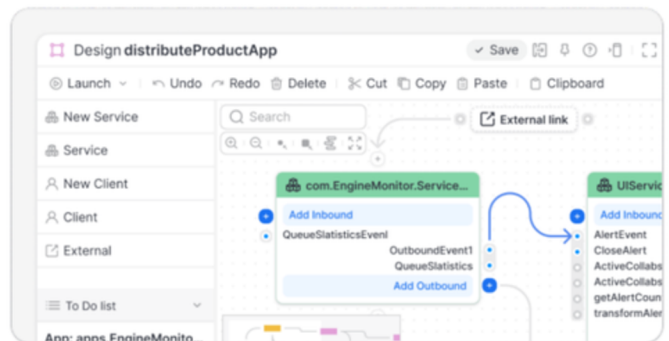 Design distributeProductApp
Save
Launch Undo Redo Delete Cut Copy Paste Clipboard
New Service
Service
New Client
Client
External
To Do list
App: apps.EngineMonito...
Search
External link
com.EngineMonitor.Service...
Add Inbound
QueueSlatisticsEvenl
OutboundEvent1
QueueSlatistics
Add Outbound
UIServic
Add Inboun
AlertEvent
CloseAlert
ActiveCollabs
ActiveCollabs
getAlertCoun
transformAler